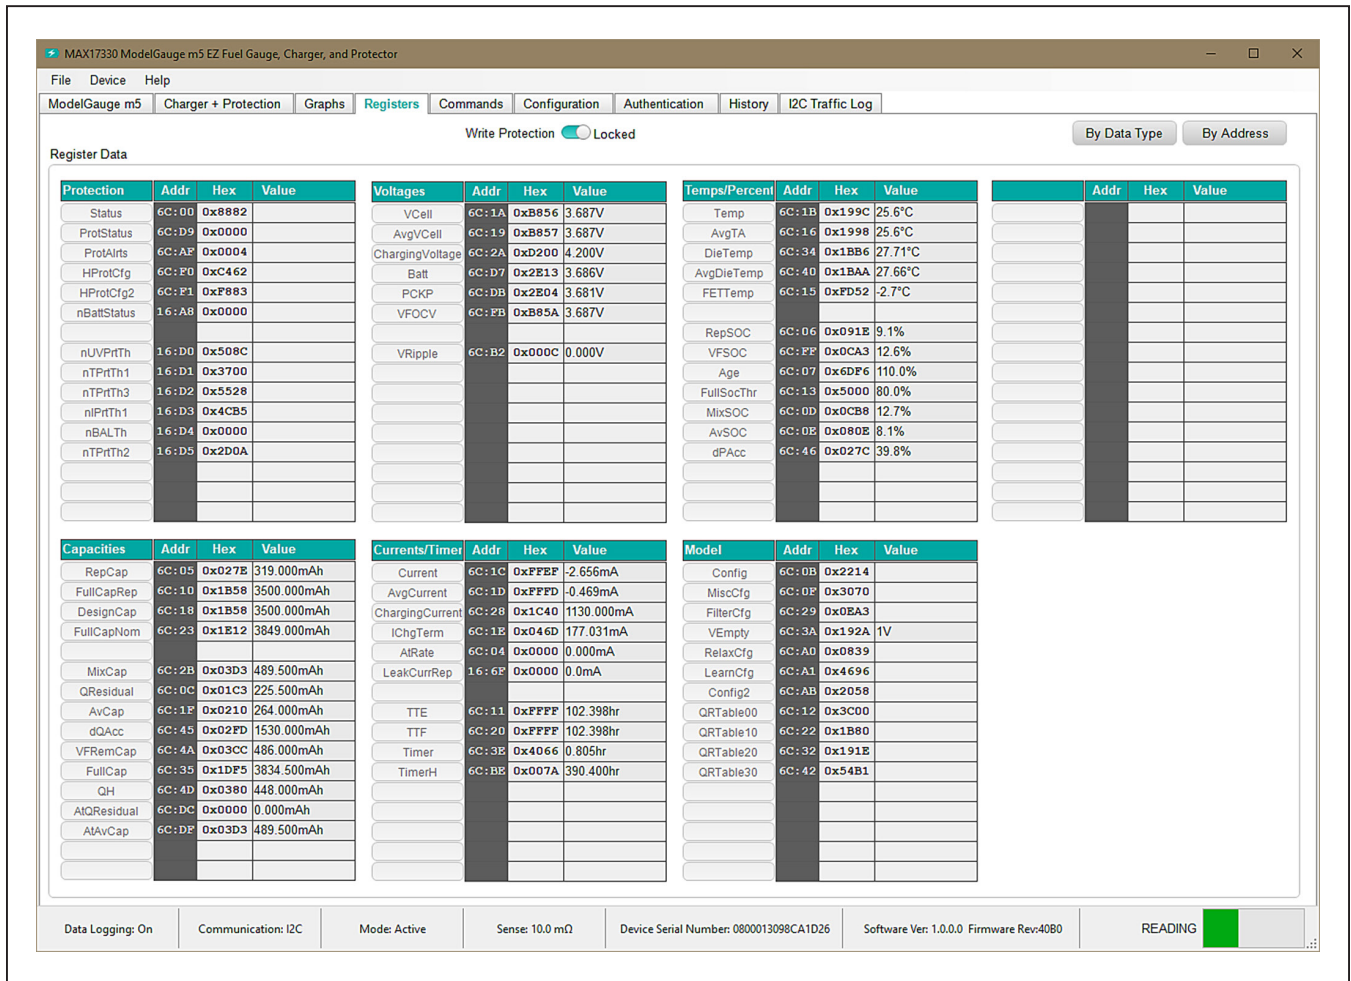 MAX17330 ModelGauge m5 EZ Fuel Gauge, Charger, and Protector
File Device Help
ModelGauge m5 Charger + Protection Graphs Registers Commands Configuration Authentication History I2C Traffic Log
Write Protection Locked By Data Type By Address
Register Data
Protection Addr Hex Value
Status 6C:00 0x8882
ProtStatus 6C:D9 0x0000
ProtAlrts 6C:AF 0x0004
HProtCfg 6C:F0 0xC462
HProtCfg2 6C:F1 0xF883
nBattStatus 16:A8 0x0000
nUVPrtTh 16:D0 0x508C
nTPrtTh1 16:D1 0x3700
nTPrtTh3 16:D2 0x5528
nIPrtTh1 16:D3 0x4CB5
nBALTh 16:D4 0x0000
nTPrtTh2 16:D5 0x2D0A
Voltages Addr Hex Value
VCell 6C:1A 0xB856 3.687V
AvgVCell 6C:19 0xB857 3.687V
ChargingVoltage 6C:2A 0xD200 4.200V
Batt 6C:D7 0x2E13 3.686V
PCKP 6C:DB 0x2E04 3.681V
VFOCV 6C:FB 0xB85A 3.687V
VRipple 6C:B2 0x000C 0.000V
Temps/Percent Addr Hex Value
Temp 6C:1B 0x199C 25.6°C
AvgTA 6C:16 0x1998 25.6°C
DieTemp 6C:34 0x1BB6 27.71°C
AvgDieTemp 6C:40 0x1BAA 27.66°C
FETTemp 6C:15 0xFD52 -2.7°C
RepSOC 6C:06 0x091E 9.1%
VFSOC 6C:FF 0x0CA3 12.6%
Age 6C:07 0x6DF6 110.0%
FullSocThr 6C:13 0x5000 80.0%
MixSOC 6C:0D 0x0CB8 12.7%
AvSOC 6C:0E 0x080E 8.1%
dPAcc 6C:46 0x027C 39.8%
Addr Hex Value
Capacities Addr Hex Value
RepCap 6C:05 0x027E 319.000mAh
FullCapRep 6C:10 0x1B58 3500.000mAh
DesignCap 6C:18 0x1B58 3500.000mAh
FullCapNom 6C:23 0x1E12 3849.000mAh
MixCap 6C:2B 0x03D3 489.500mAh
QResidual 6C:0C 0x01C3 225.500mAh
AvCap 6C:1F 0x0210 264.000mAh
dQAcc 6C:45 0x02FD 1530.000mAh
VFRemCap 6C:4A 0x03CC 486.000mAh
FullCap 6C:35 0x1DF5 3834.500mAh
QH 6C:4D 0x0380 448.000mAh
AtQResidual 6C:DC 0x0000 0.000mAh
AtAvCap 6C:DF 0x03D3 489.500mAh
Currents/Timer Addr Hex Value
Current 6C:1C 0xFFEF -2.656mA
AvgCurrent 6C:1D 0xFFFD -0.469mA
ChargingCurrent 6C:28 0x1C40 1130.000mA
IChgTerm 6C:1E 0x046D 177.031mA
AtRate 6C:04 0x0000 0.000mA
LeakCurrRep 16:6F 0x0000 0.0mA
TTE 6C:11 0xFFFF 102.398hr
TTF 6C:20 0xFFFF 102.398hr
Timer 6C:3E 0x4066 0.805hr
TimerH 6C:BE 0x007A 390.400hr
Model Addr Hex Value
Config 6C:0B 0x2214
MiscCfg 6C:0F 0x3070
FilterCfg 6C:29 0x0EA3
VEmpty 6C:3A 0x192A 1V
RelaxCfg 6C:A0 0x0839
LearnCfg 6C:A1 0x4696
Config2 6C:AB 0x2058
QRTable00 6C:12 0x3C00
QRTable10 6C:22 0x1B80
QRTable20 6C:32 0x191E
QRTable30 6C:42 0x54B1
Data Logging: On Communication: I2C Mode: Active Sense: 10.0 mΩ Device Serial Number: 0800013098CA1D26 Software Ver: 1.0.0.0 Firmware Rev:40B0 READING